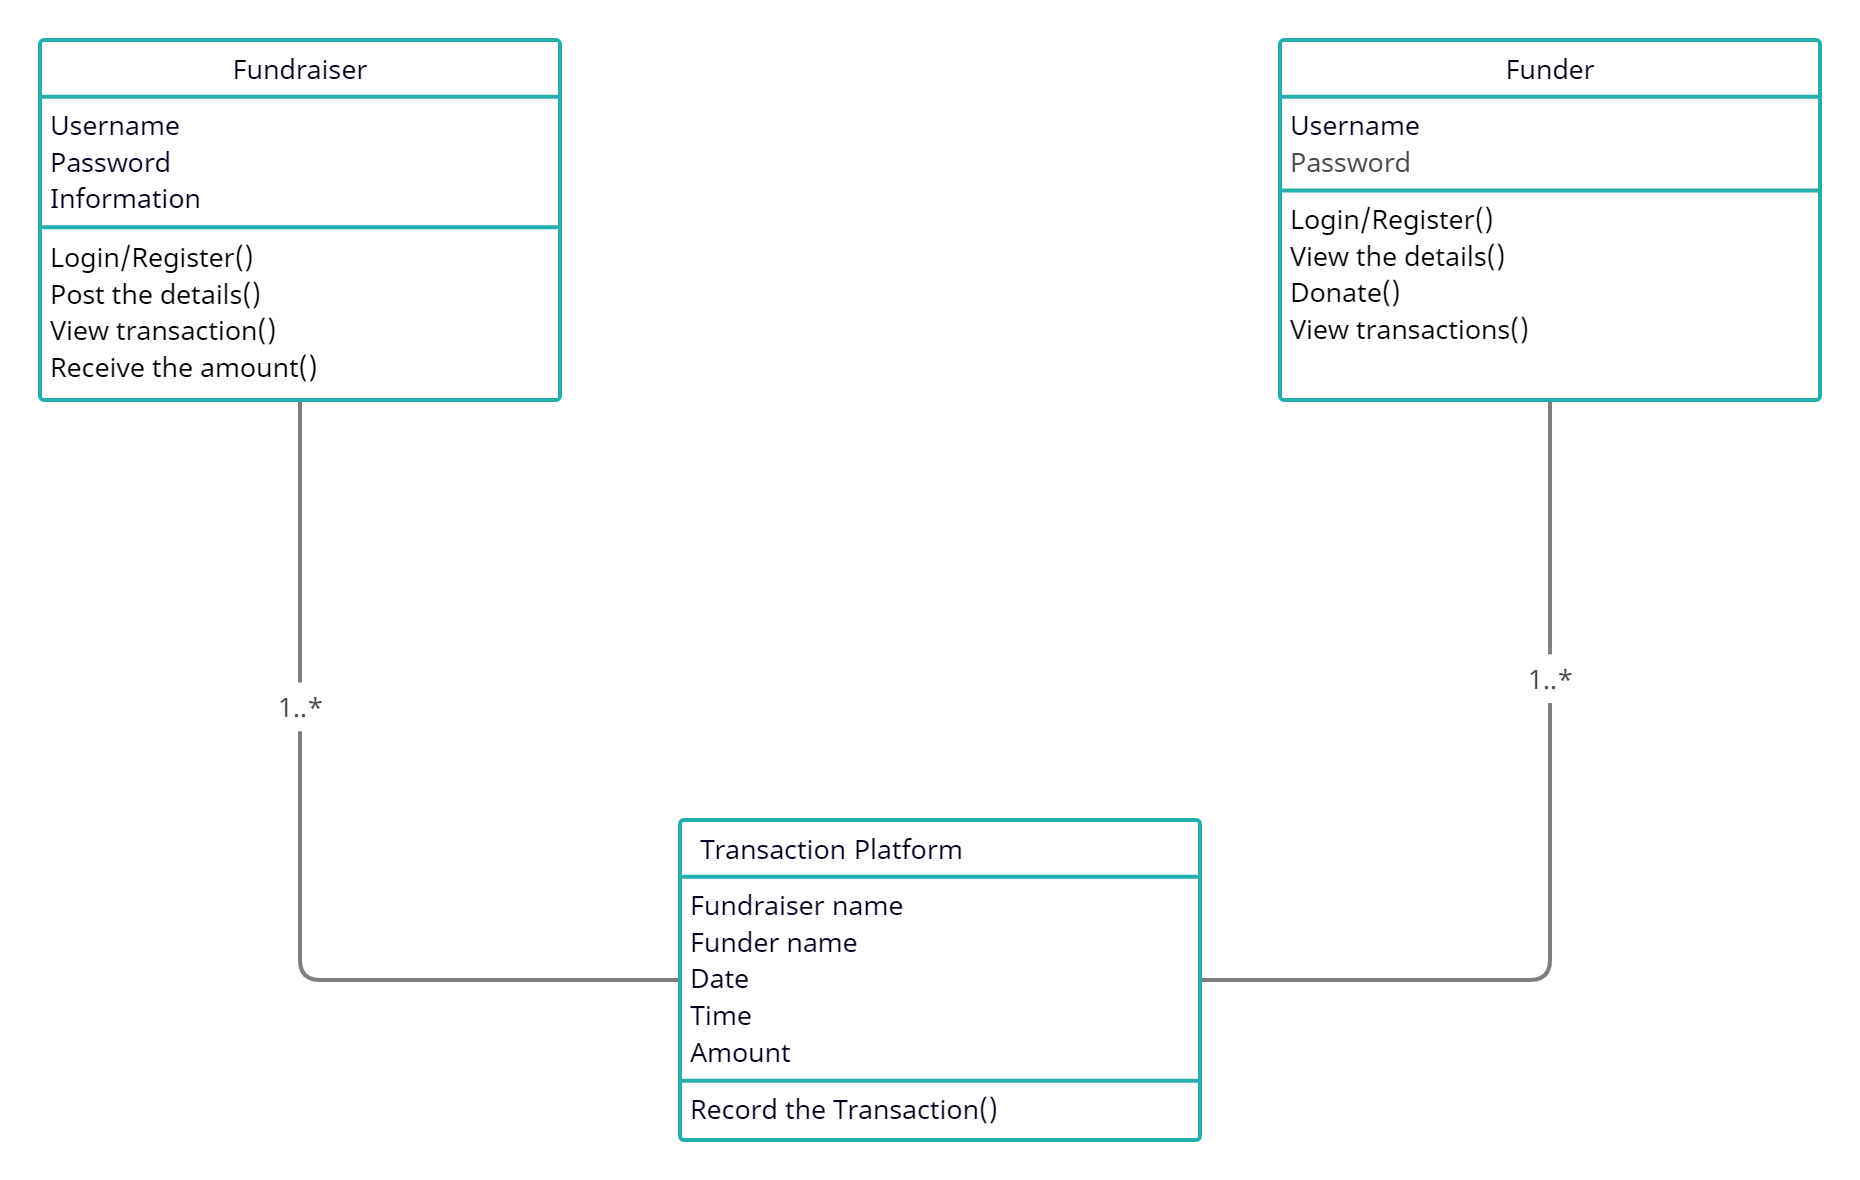 Fundraiser
Username
Password
Information
Login/Register()
Post the details()
View transaction()
Receive the amount()
Funder
Username
Password
Login/Register()
View the details()
Donate()
View transactions()
1..*
1..*
Transaction Platform
Fundraiser name
Funder name
Date
Time
Amount
Record the Transaction()